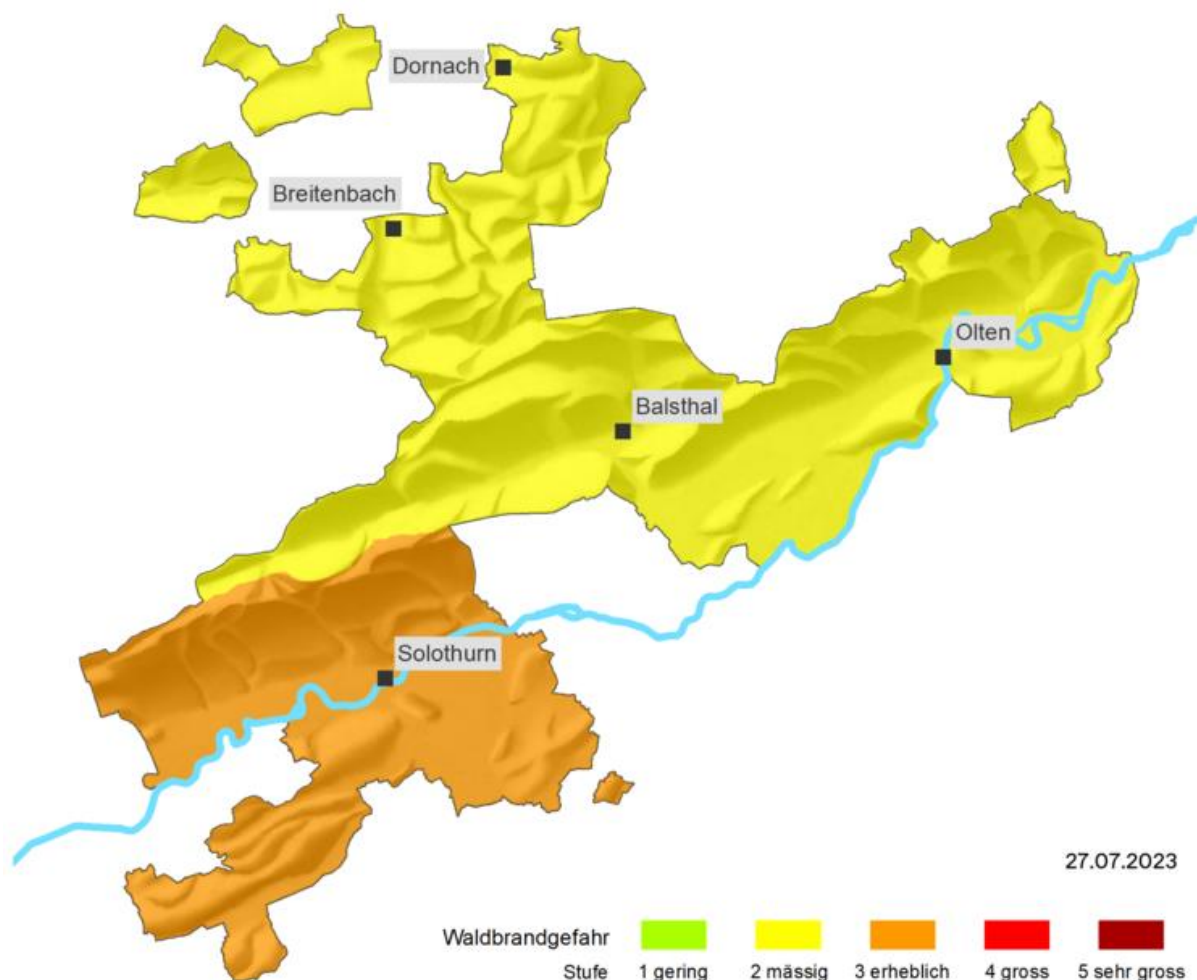 Dornach
Breitenbach
Olten
Balsthal
Solothurn
27.07.2023
Waldbrandgefahr
Stufe 1 gering 2 mässig 3 erheblich 4 gross 5 sehr gross